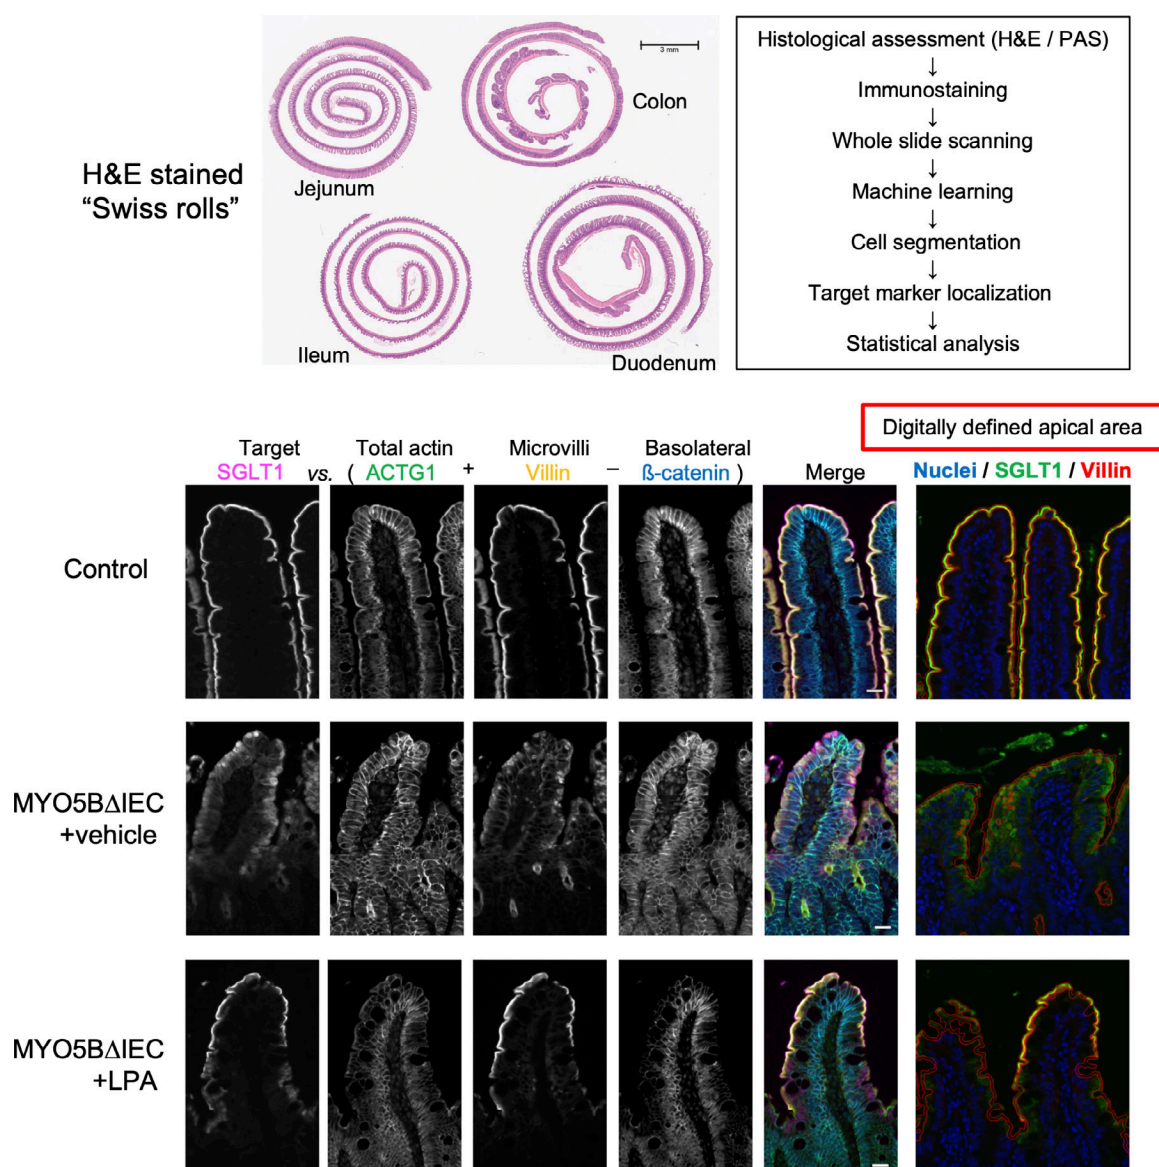 H&E stained
“Swiss rolls”
Jejunum
Colon
3 mm
Ileum
Duodenum
Histological assessment (H&E / PAS)
↓
Immunostaining
↓
Whole slide scanning
↓
Machine learning
↓
Cell segmentation
↓
Target marker localization
↓
Statistical analysis
Digitally defined apical area
Target Total actin Microvilli Basolateral
SGLT1 vs. ( ACTG1 + Villin – ß-catenin ) Merge Nuclei / SGLT1 / Villin
Control
MYO5BΔIEC
+vehicle
MYO5BΔIEC
+LPA